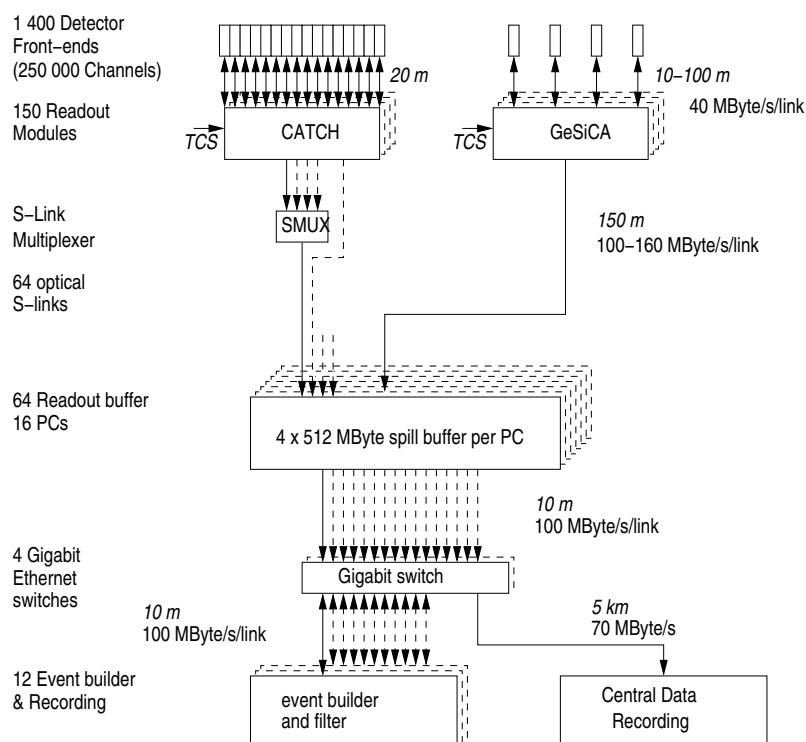 1 400 Detector
Front−ends
(250 000 Channels)
20 m
10−100 m
40 MByte/s/link
150 Readout
Modules
TCS
CATCH
TCS
GeSiCA
S−Link
Multiplexer
SMUX
150 m
100−160 MByte/s/link
64 optical
S−links
64 Readout buffer
16 PCs
4 x 512 MByte spill buffer per PC
10 m
100 MByte/s/link
4 Gigabit
Ethernet
switches
Gigabit switch
10 m
100 MByte/s/link
5 km
70 MByte/s
12 Event builder
& Recording
event builder
and filter
Central Data
Recording